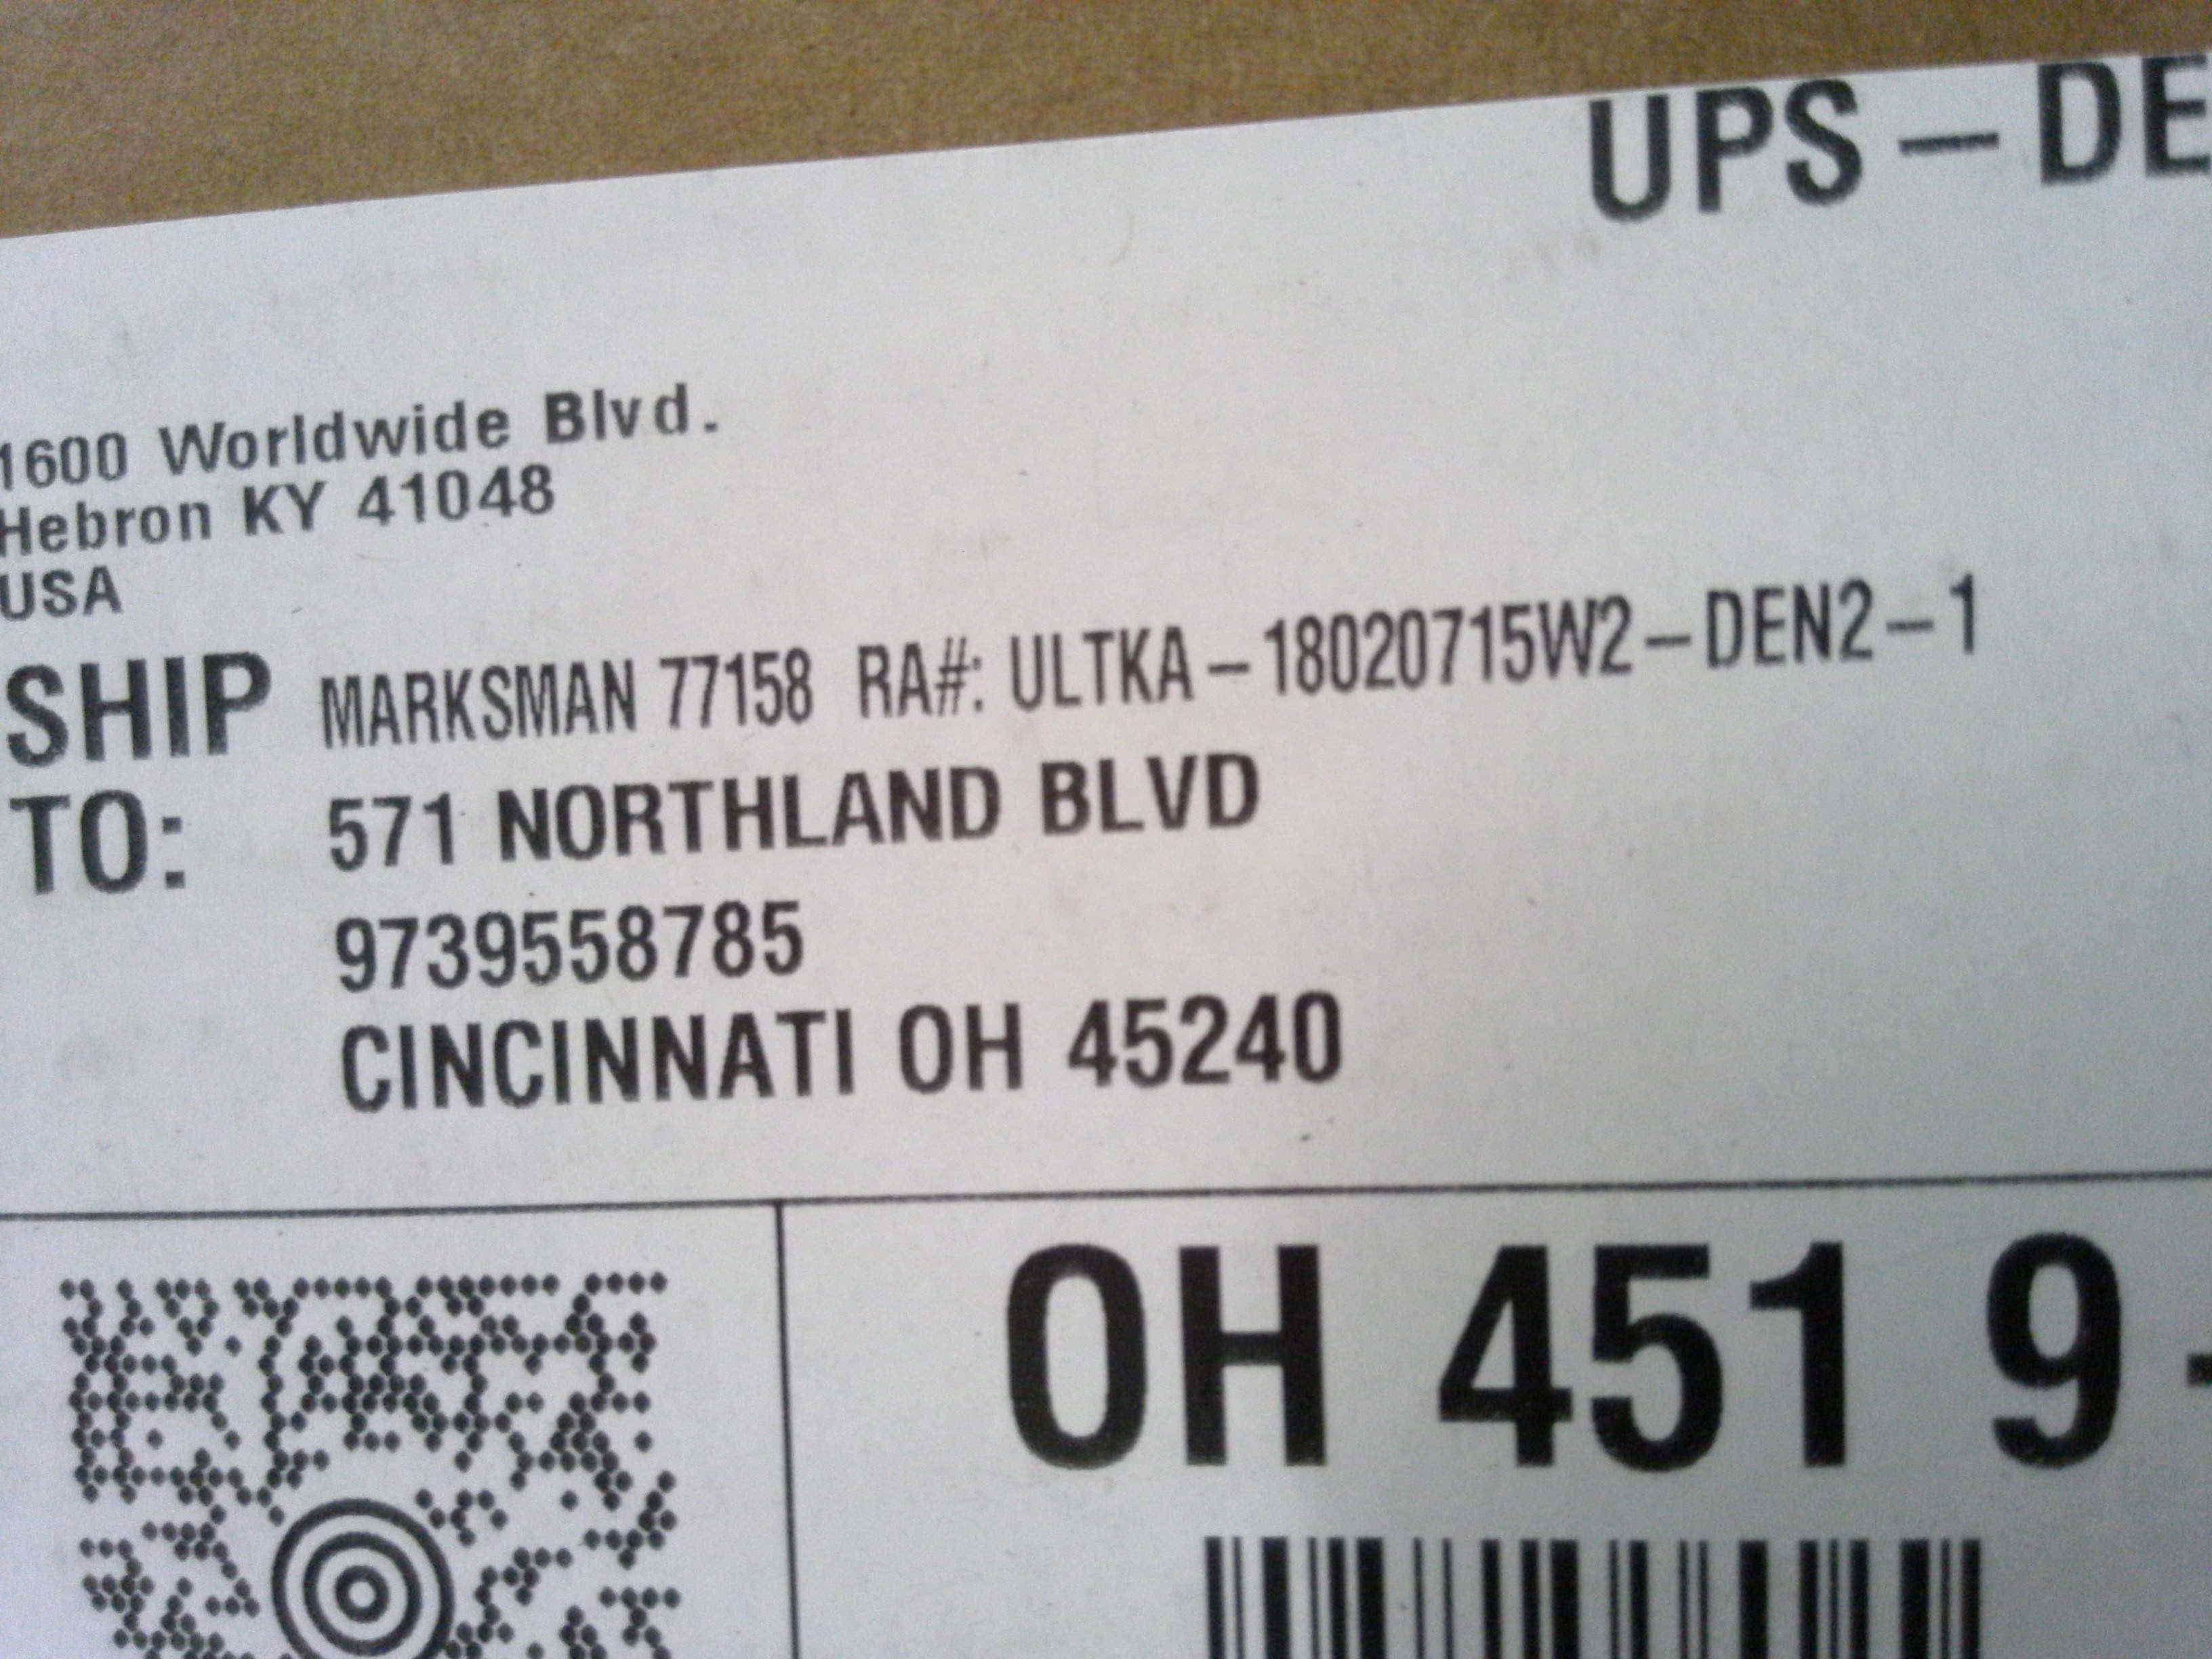 UPS – DE
1600 Worldwide Blvd.
Hebron KY 41048
USA
SHIP TO: MARKSMAN 77158 RA#: ULTKA–18020715W2–DEN2–1
571 NORTHLAND BLVD
9739558785
CINCINNATI OH 45240
OH 451 9 -